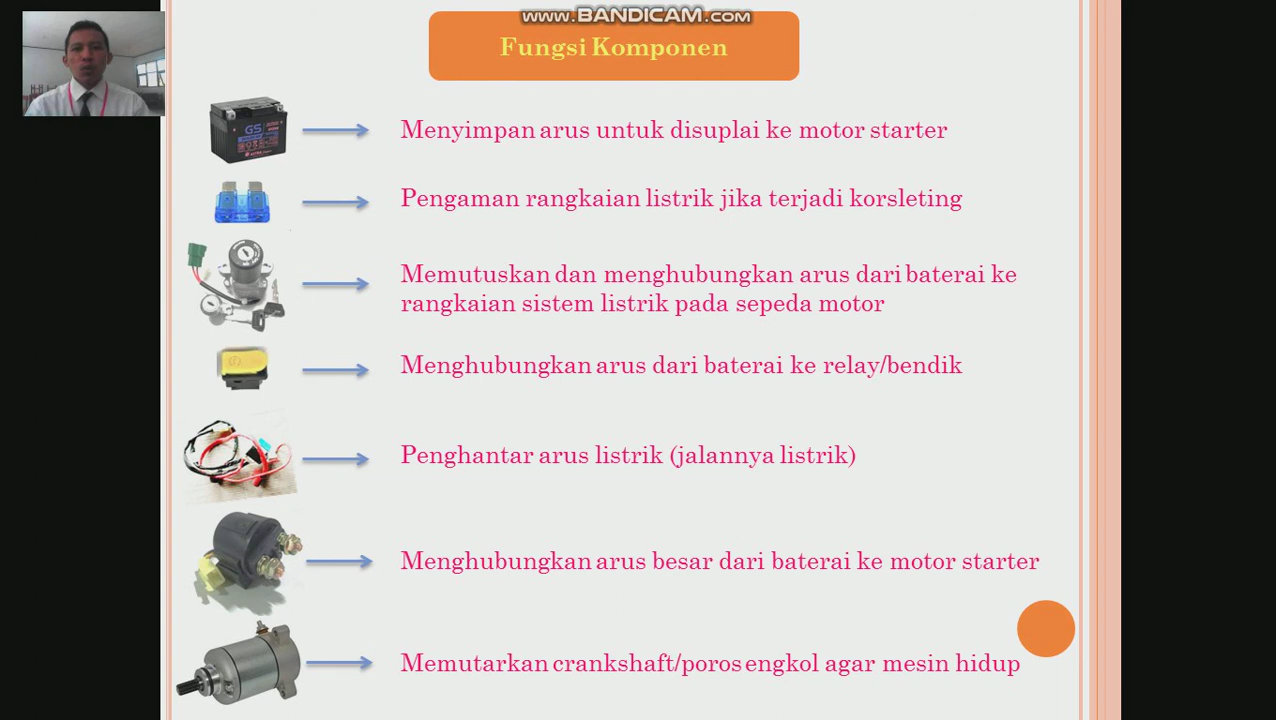 www.BANDICAM.com
Fungsi Komponen
GS
Menyimpan arus untuk disuplai ke motor starter
Pengaman rangkaian listrik jika terjadi korsleting
Memutuskan dan menghubungkan arus dari baterai ke
rangkaian sistem listrik pada sepeda motor
Menghubungkan arus dari baterai ke relay/bendik
Penghantar arus listrik (jalannya listrik)
Menghubungkan arus besar dari baterai ke motor starter
Memutarkan crankshaft/poros engkol agar mesin hidup